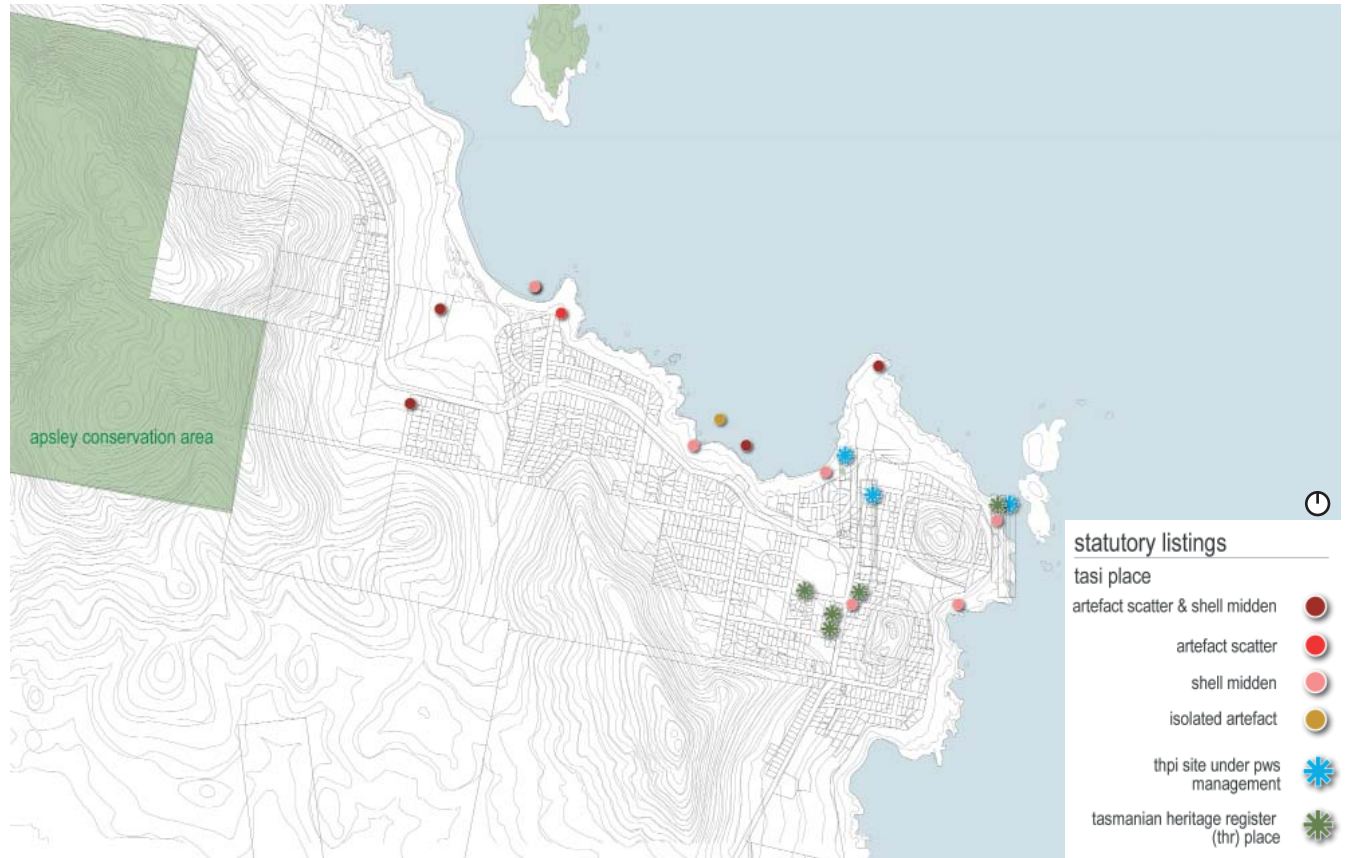 apsley conservation area
statutory listings
tasi place
artefact scatter & shell midden
artefact scatter
shell midden
isolated artefact
thpi site under pws
management
tasmanian heritage register
(thr) place